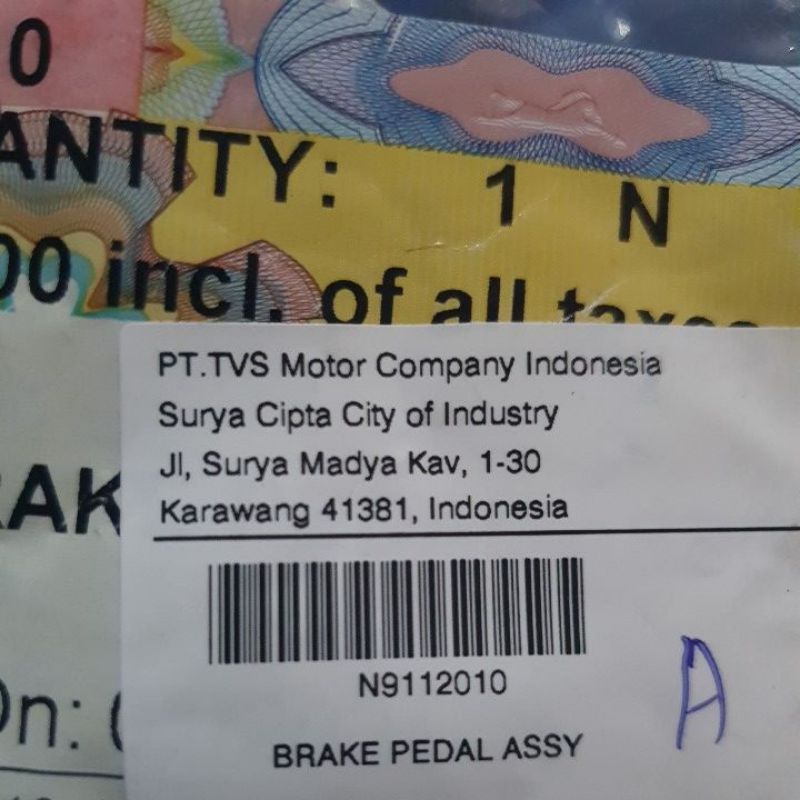 0
ANTITY: 1 N
00 incl. of all taxes
PT.TVS Motor Company Indonesia
Surya Cipta City of Industry
Jl, Surya Madya Kav, 1-30
Karawang 41381, Indonesia
RAK
N9112010
A
On:
BRAKE PEDAL ASSY